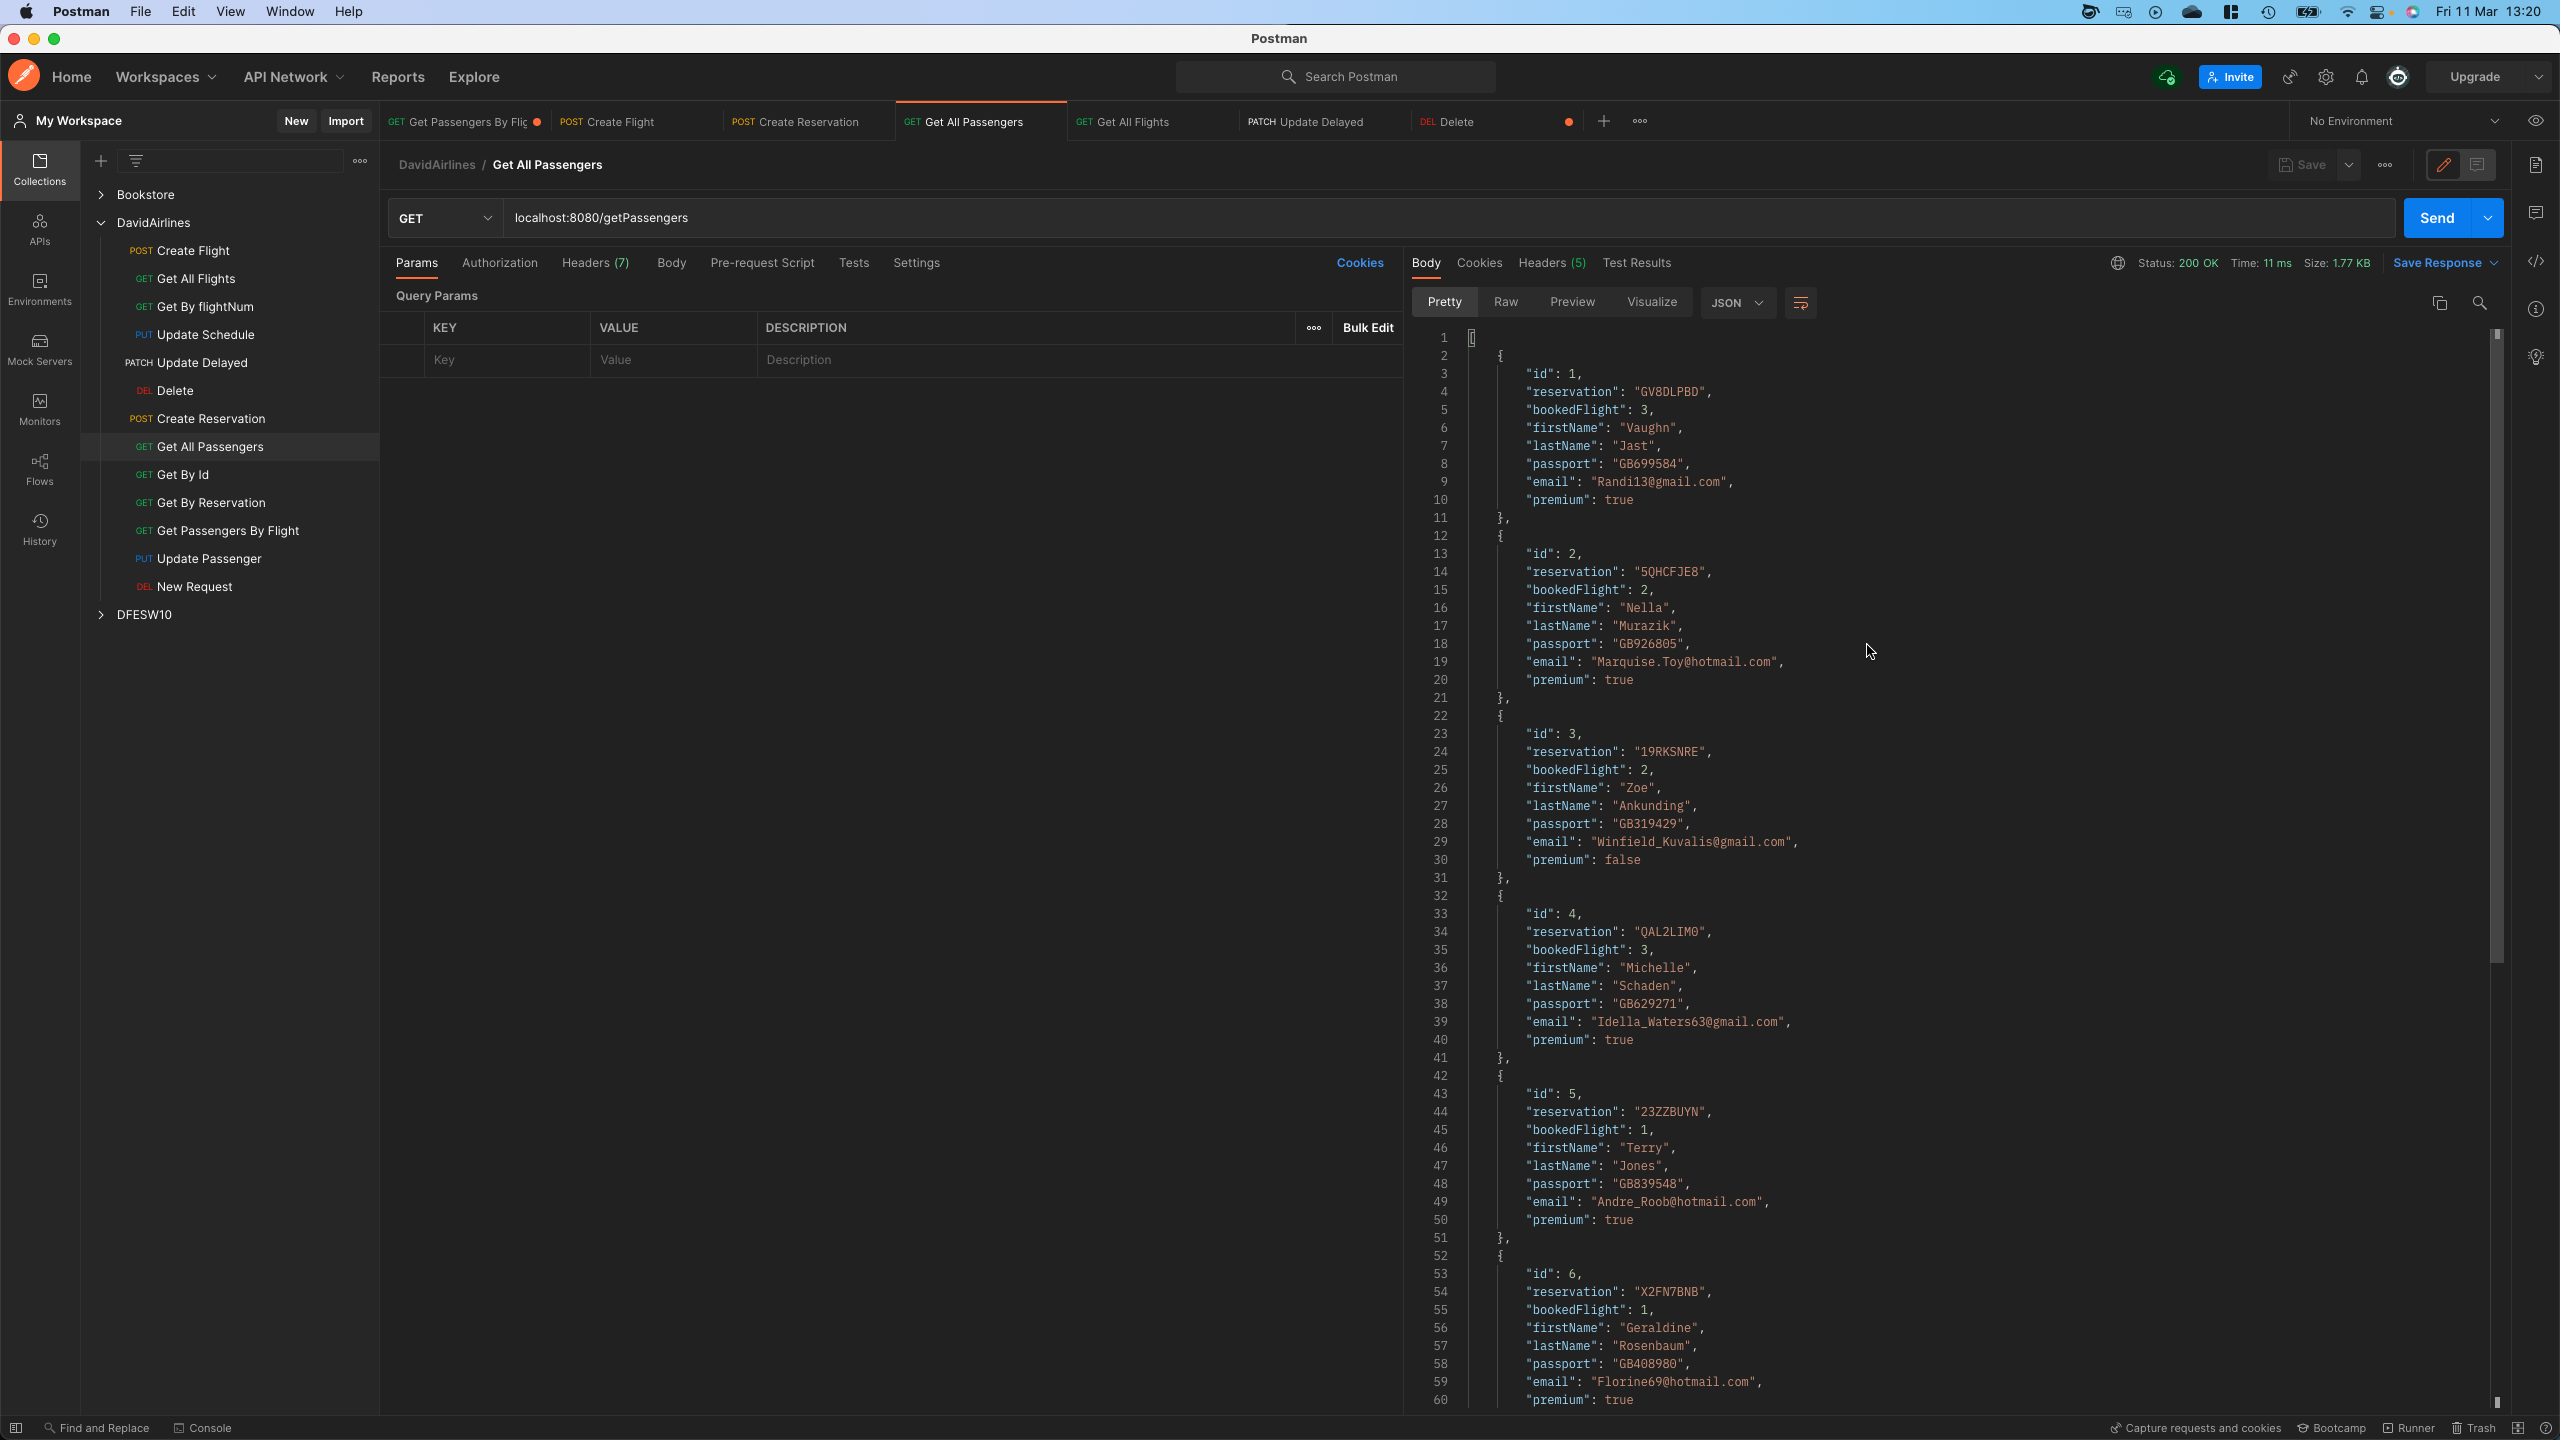 Postman File Edit View Window Help Fri 11 Mar 13:20
Postman
Home Workspaces API Network Reports Explore Search Postman Invite Upgrade
My Workspace New Import
GET Get Passengers By Flig POST Create Flight POST Create Reservation GET Get All Passengers GET Get All Flights PATCH Update Delayed DEL Delete No Environment
Collections
APIs
Environments
Mock Servers
Monitors
Flows
History
Bookstore
DavidAirlines
POST Create Flight
GET Get All Flights
GET Get By flightNum
PUT Update Schedule
PATCH Update Delayed
DEL Delete
POST Create Reservation
GET Get All Passengers
GET Get By Id
GET Get By Reservation
GET Get Passengers By Flight
PUT Update Passenger
DEL New Request
DFESW10
DavidAirlines / Get All Passengers Save
GET localhost:8080/getPassengers Send
Params Authorization Headers (7) Body Pre-request Script Tests Settings Cookies
Query Params
KEY VALUE DESCRIPTION Bulk Edit
Key Value Description
Body Cookies Headers (5) Test Results Status: 200 OK Time: 11 ms Size: 1.77 KB Save Response
Pretty Raw Preview Visualize JSON
1 [
2 {
3 "id": 1,
4 "reservation": "GV8DLPBD",
5 "bookedFlight": 3,
6 "firstName": "Vaughn",
7 "lastName": "Jast",
8 "passport": "GB699584",
9 "email": "Randi13@gmail.com",
10 "premium": true
11 },
12 {
13 "id": 2,
14 "reservation": "5QHCFJE8",
15 "bookedFlight": 2,
16 "firstName": "Nella",
17 "lastName": "Murazik",
18 "passport": "GB926805",
19 "email": "Marquise.Toy@hotmail.com",
20 "premium": true
21 },
22 {
23 "id": 3,
24 "reservation": "19RKSNRE",
25 "bookedFlight": 2,
26 "firstName": "Zoe",
27 "lastName": "Ankunding",
28 "passport": "GB319429",
29 "email": "Winfield_Kuvalis@gmail.com",
30 "premium": false
31 },
32 {
33 "id": 4,
34 "reservation": "QAL2LIM0",
35 "bookedFlight": 3,
36 "firstName": "Michelle",
37 "lastName": "Schaden",
38 "passport": "GB629271",
39 "email": "Idella_Waters63@gmail.com",
40 "premium": true
41 },
42 {
43 "id": 5,
44 "reservation": "23ZZBUYN",
45 "bookedFlight": 1,
46 "firstName": "Terry",
47 "lastName": "Jones",
48 "passport": "GB839548",
49 "email": "Andre_Roob@hotmail.com",
50 "premium": true
51 },
52 {
53 "id": 6,
54 "reservation": "X2FN7BNB",
55 "bookedFlight": 1,
56 "firstName": "Geraldine",
57 "lastName": "Rosenbaum",
58 "passport": "GB408980",
59 "email": "Florine69@hotmail.com",
60 "premium": true
Find and Replace Console Capture requests and cookies Bootcamp Runner Trash